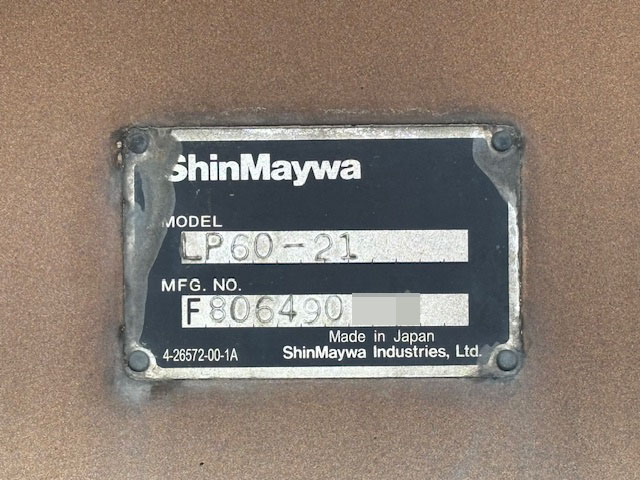 ShinMaywa
MODEL
LP60-21
MFG. NO.
F806490
Made in Japan
4-26572-00-1A ShinMaywa Industries, Ltd.